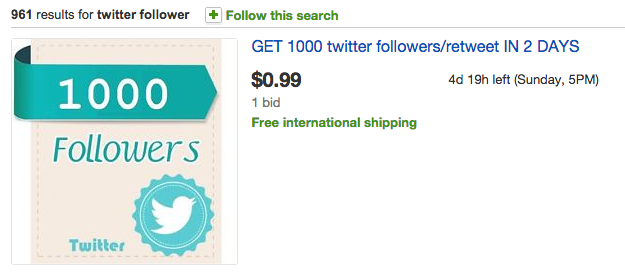 961 results for twitter follower
Follow this search
1000
Followers
Twitter
GET 1000 twitter followers/retweet IN 2 DAYS
$0.99
4d 19h left (Sunday, 5PM)
1 bid
Free international shipping